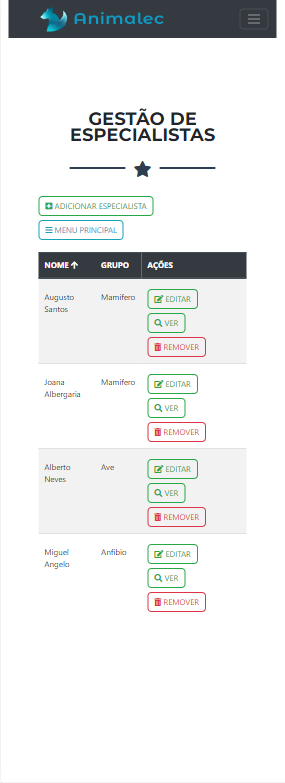 Animalec
GESTÃO DE
ESPECIALISTAS
ADICIONAR ESPECIALISTA
MENU PRINCIPAL
NOME GRUPO AÇÕES
Augusto Mamífero EDITAR
Santos
VER
REMOVER
Joana Mamífero EDITAR
Albergaria
VER
REMOVER
Alberto Ave EDITAR
Neves
VER
REMOVER
Miguel Anfíbio EDITAR
Angelo
VER
REMOVER